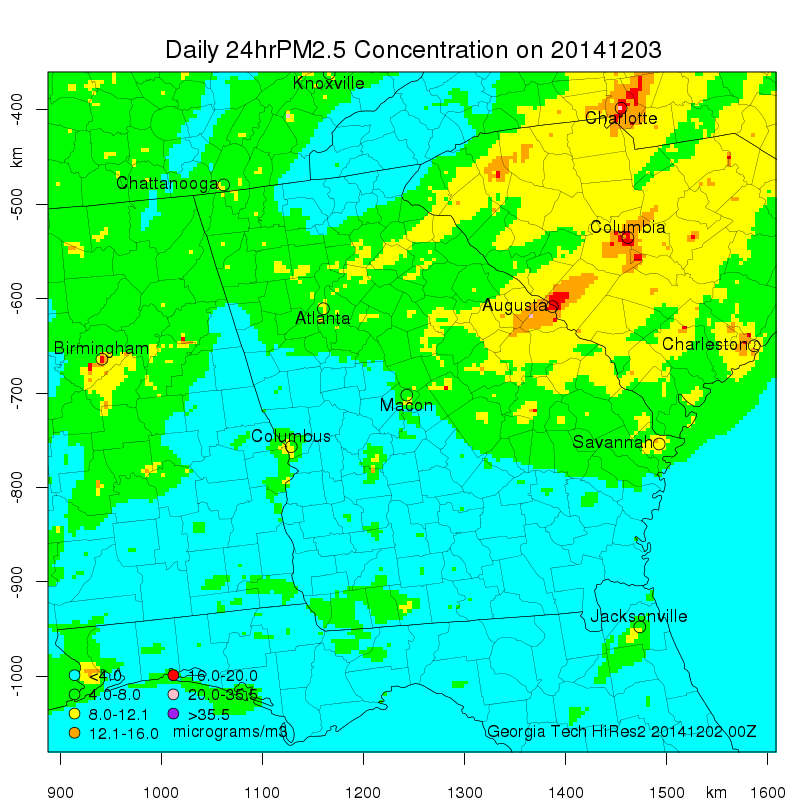 Daily 24hrPM2.5 Concentration on 20141203
Knoxville
-400
Charlotte
km
Chattanooga
-500
Columbia
-600
Augusta
Atlanta
Birmingham
Charleston
-700
Macon
Columbus
Savannah
-800
-900
Jacksonville
<4.0 16.0-20.0
-1000
4.0-8.0 20.0-35.5
8.0-12.1 >35.5
12.1-16.0 micrograms/m3
Georgia Tech HiRes2 20141202 00Z
900 1000 1100 1200 1300 1400 1500 km 1600